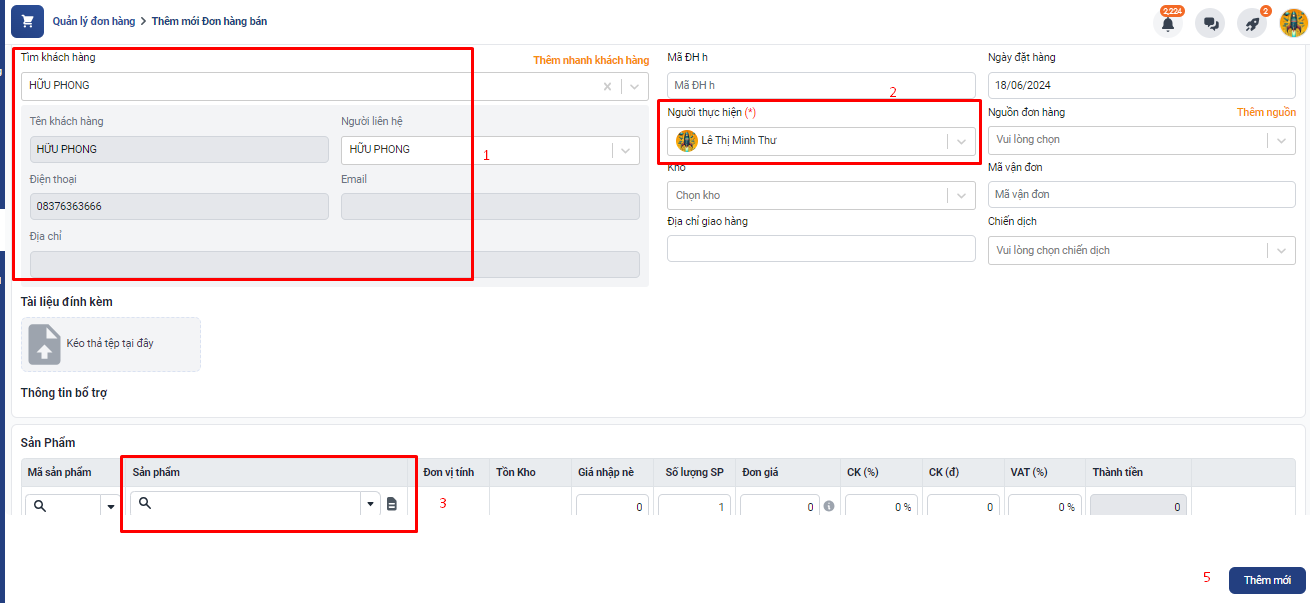 Quản lý đơn hàng > Thêm mới Đơn hàng bán
2,224
2
Tìm khách hàng
Thêm nhanh khách hàng
HỮU PHONG
Tên khách hàng
Người liên hệ
HỮU PHONG
HỮU PHONG
1
Điện thoại
Email
08376363666
Địa chỉ
Mã ĐH h
Ngày đặt hàng
Mã ĐH h
18/06/2024
2
Người thực hiện (*)
Nguồn đơn hàng
Thêm nguồn
Lê Thị Minh Thư
Vui lòng chọn
Kho
Mã vận đơn
Chọn kho
Mã vận đơn
Địa chỉ giao hàng
Chiến dịch
Vui lòng chọn chiến dịch
Tài liệu đính kèm
Kéo thả tệp tại đây
Thông tin bổ trợ
Sản Phẩm
Mã sản phẩm Sản phẩm Đơn vị tính Tồn Kho Giá nhập nè Số lượng SP Đơn giá CK (%) CK (đ) VAT (%) Thành tiền
3 0 1 0 0 % 0 0 % 0
5
Thêm mới